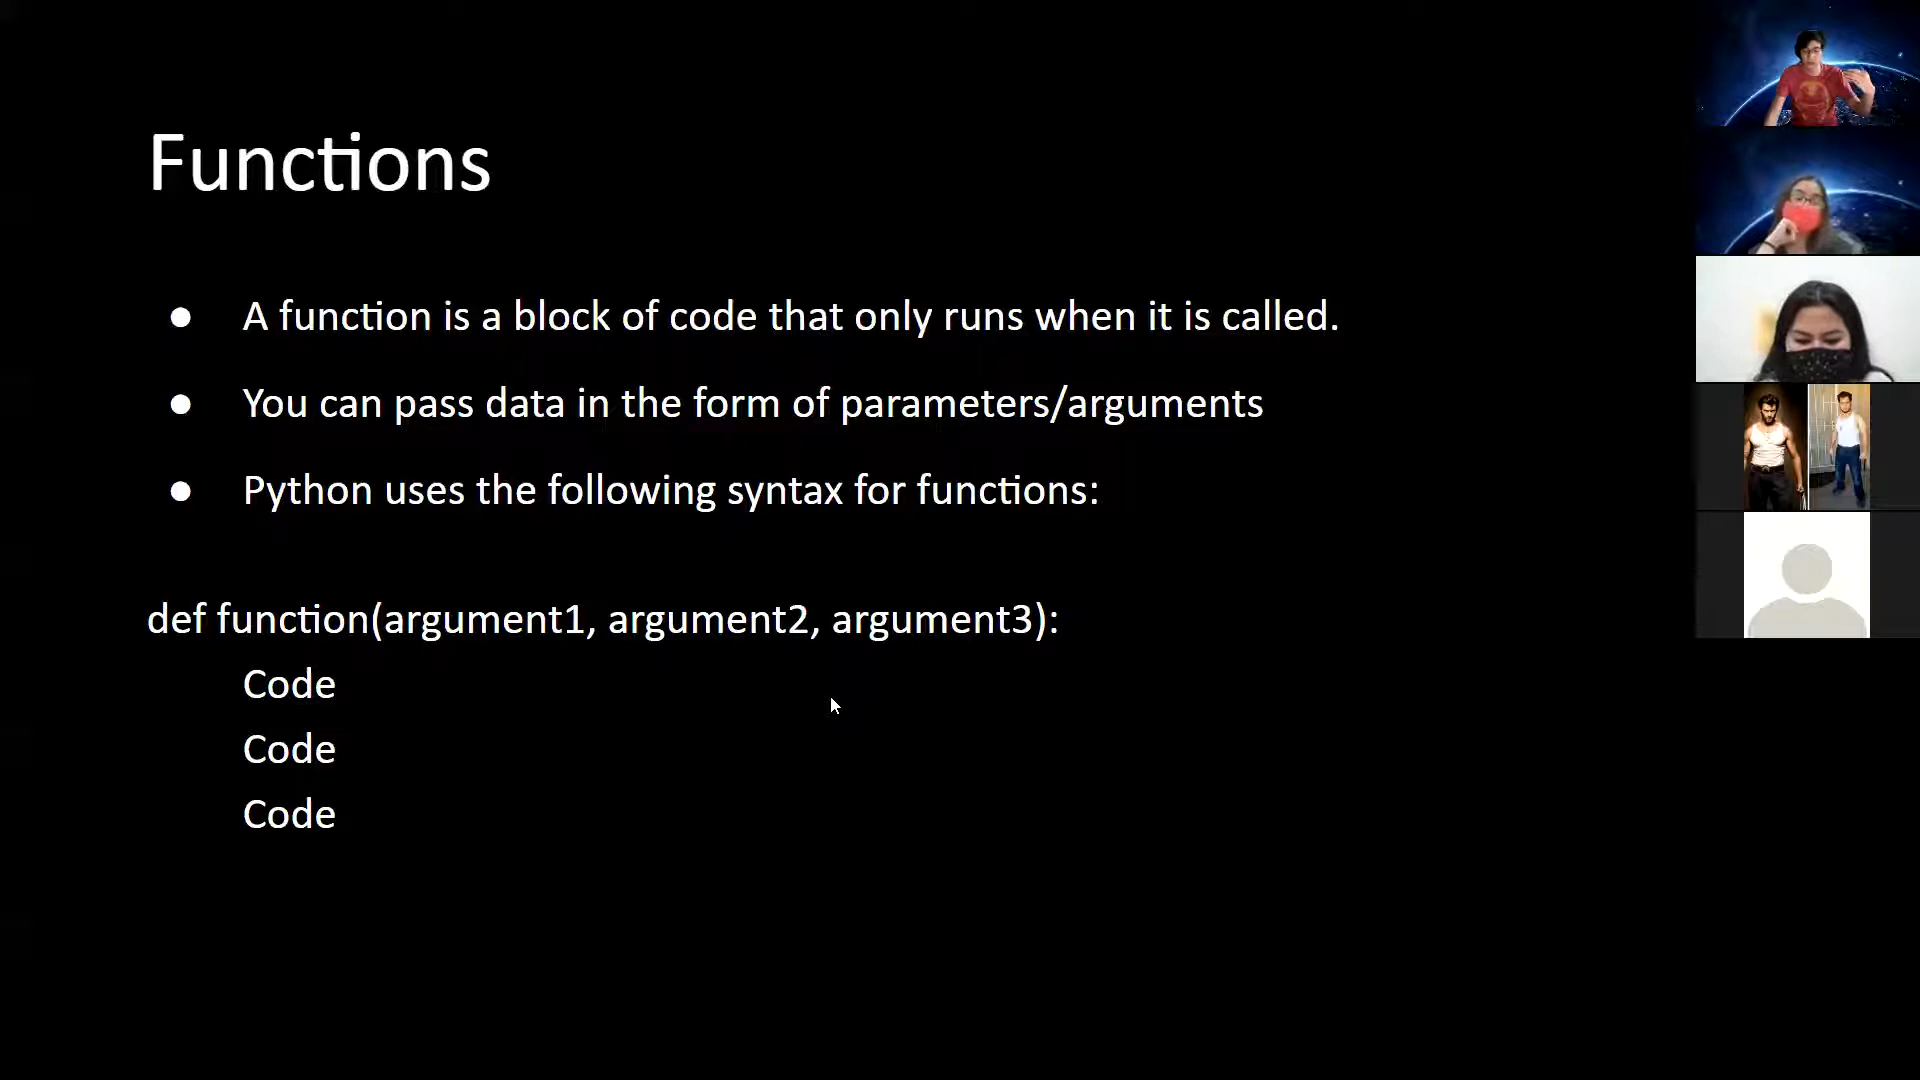 Functions
● A function is a block of code that only runs when it is called.
● You can pass data in the form of parameters/arguments
● Python uses the following syntax for functions:
def function(argument1, argument2, argument3):
Code
Code
Code